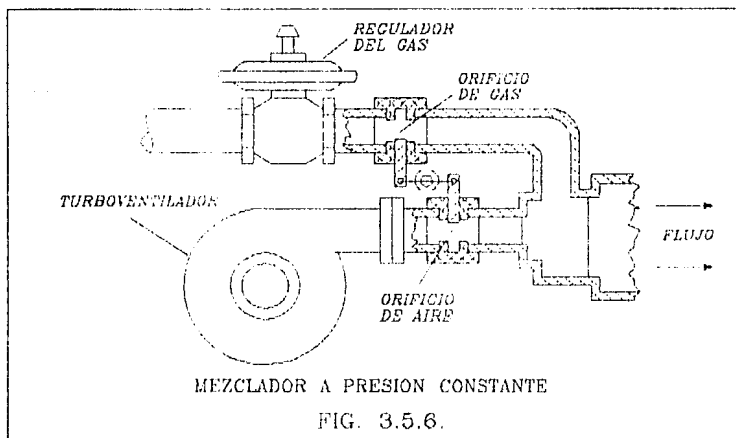 REGULADOR
DEL GAS
ORIFICIO
DE GAS
TURBOVENTILADOR
FLUJO
ORIFICIO
DE AIRE
MEZCLADOR A PRESION CONSTANTE
FIG. 3.5.6.